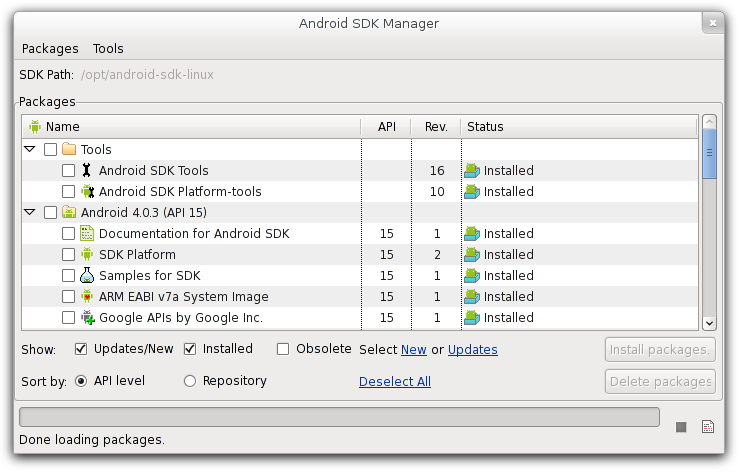 Android SDK Manager
Packages Tools
SDK Path: /opt/android-sdk-linux
Packages
Name API Rev. Status
Tools
Android SDK Tools 16 Installed
Android SDK Platform-tools 10 Installed
Android 4.0.3 (API 15)
Documentation for Android SDK 15 1 Installed
SDK Platform 15 2 Installed
Samples for SDK 15 1 Installed
ARM EABI v7a System Image 15 1 Installed
Google APIs by Google Inc. 15 1 Installed
Show: Updates/New Installed Obsolete Select New or Updates Install packages.
Sort by: API level Repository Deselect All Delete packages
Done loading packages.